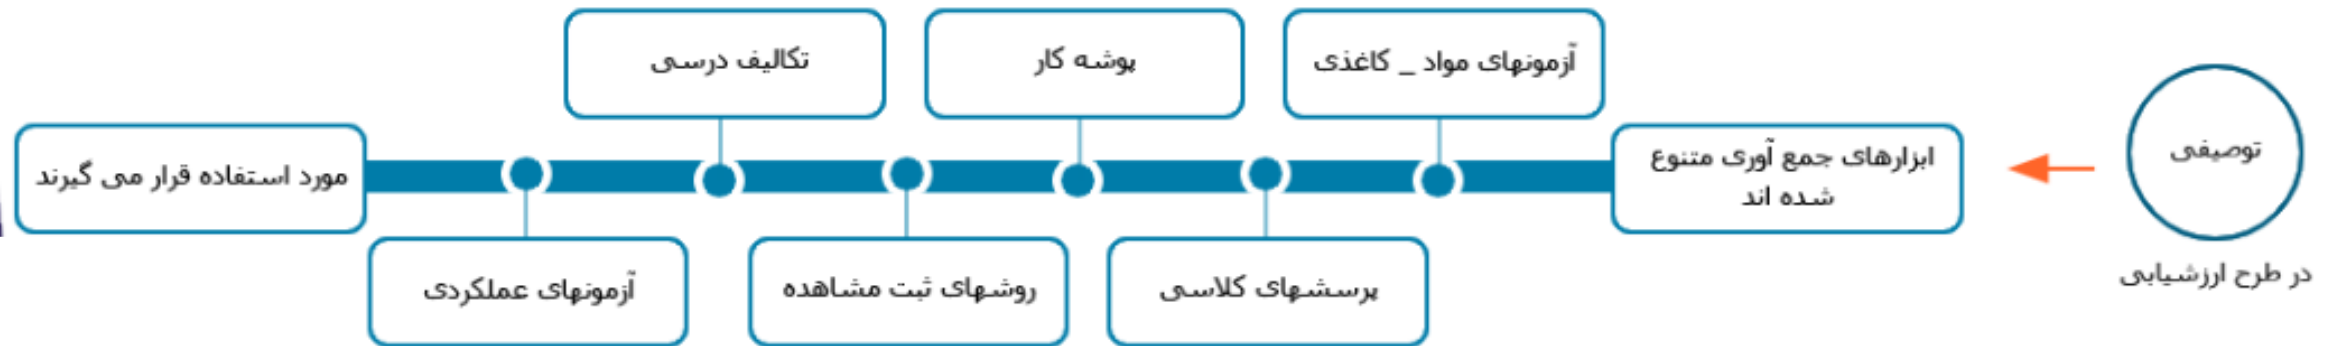 توصیفی
در طرح ارزشیابی
ابزارهای جمع آوری متنوع
شده اند
آزمونهای مواد _ کاغذی
پرسشهای کلاسی
پوشه کار
روشهای ثبت مشاهده
تکالیف درسی
آزمونهای عملکردی
مورد استفاده قرار می گیرند